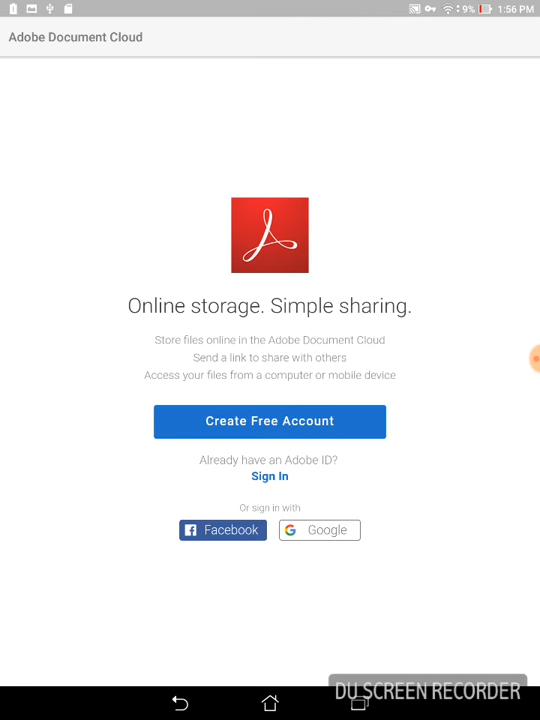 9% 1:56 PM
Adobe Document Cloud
Online storage. Simple sharing.
Store files online in the Adobe Document Cloud
Send a link to share with others
Access your files from a computer or mobile device
Create Free Account
Already have an Adobe ID?
Sign In
Or sign in with
Facebook
Google
DU SCREEN RECORDER